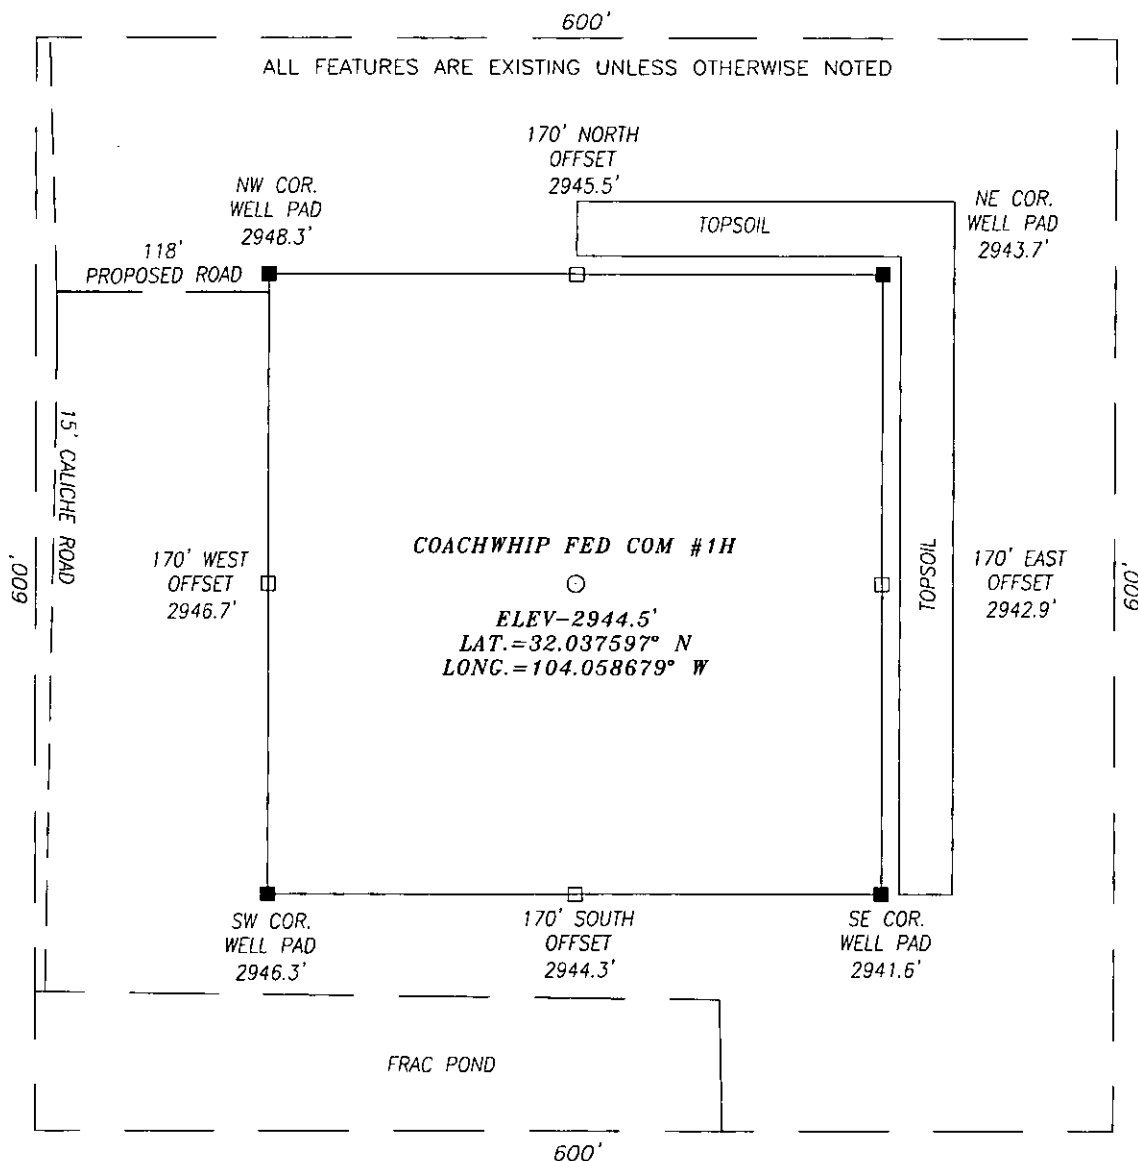 600'
ALL FEATURES ARE EXISTING UNLESS OTHERWISE NOTED
170' NORTH
OFFSET
2945.5'
NW COR.
WELL PAD
2948.3'
NE COR.
WELL PAD
2943.7'
TOPSOIL
118'
PROPOSED ROAD
15' CALICHE ROAD
600'
170' WEST
OFFSET
2946.7'
COACHWHIP FED COM #1H
ELEV-2944.5'
LAT.=32.037597° N
LONG.=104.058679° W
TOPSOIL
170' EAST
OFFSET
2942.9'
600'
SW COR.
WELL PAD
2946.3'
170' SOUTH
OFFSET
2944.3'
SE COR.
WELL PAD
2941.6'
FRAC POND
600'